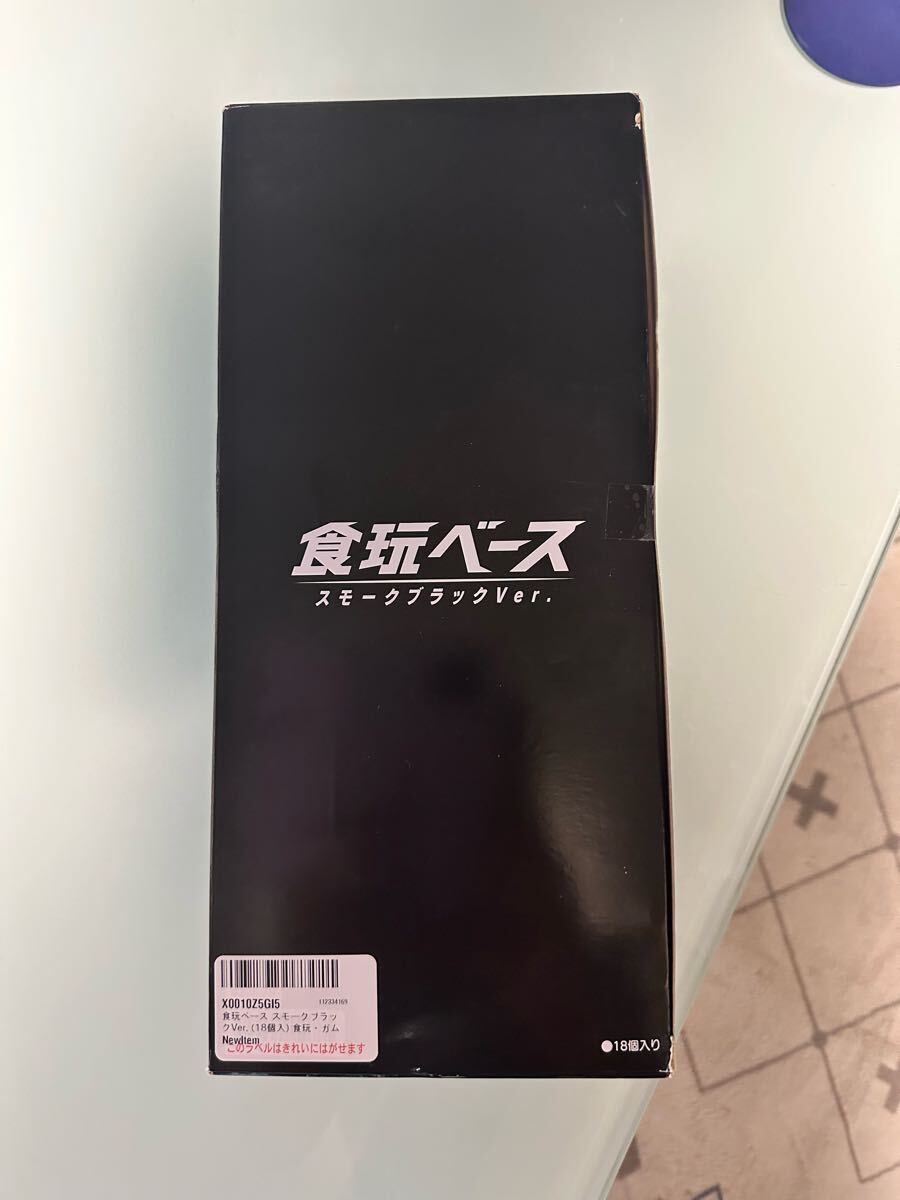 食玩ベース
スモークブラックVer.
X0010Z5GI5
112334169
食玩ベース スモークブラッ
クVer. (18個入) 食玩・ガム
NewItem
このラベルはきれいにはがせます
●18個入り